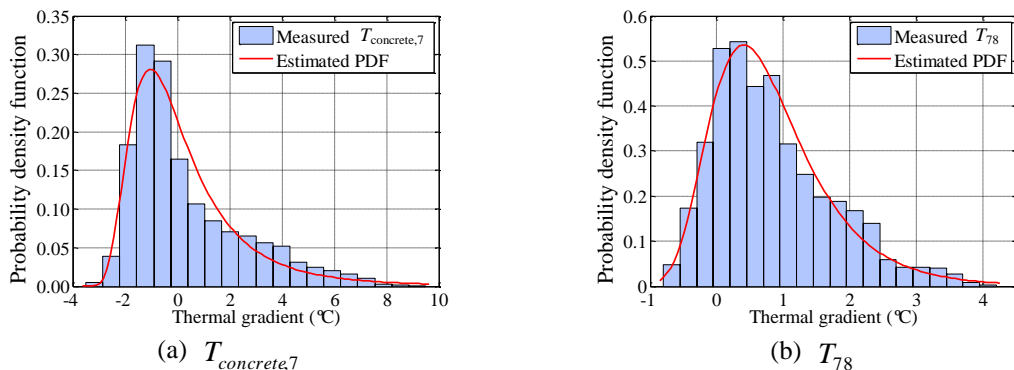 Probability density function
0.35
0.30
0.25
0.20
0.15
0.10
0.05
0.00
-4
-2
0
2
4
6
8
10
Thermal gradient (°C)
Measured T_concrete,7
Estimated PDF
(a) T_concrete,7
Probability density function
0.6
0.5
0.4
0.3
0.2
0.1
0
-1
0
1
2
3
4
Thermal gradient (°C)
Measured T_78
Estimated PDF
(b) T_78